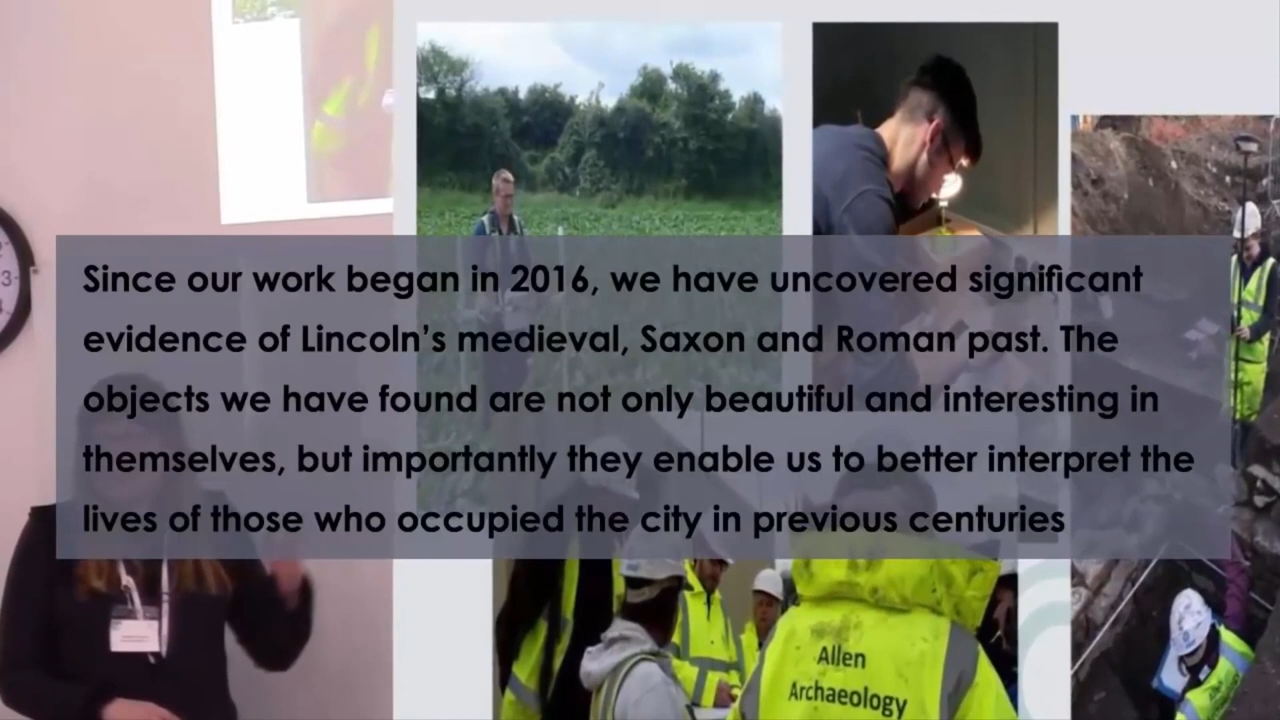 Since our work began in 2016, we have uncovered significant
evidence of Lincoln's medieval, Saxon and Roman past. The
objects we have found are not only beautiful and interesting in
themselves, but importantly they enable us to better interpret the
lives of those who occupied the city in previous centuries
3
Allen
Archaeology